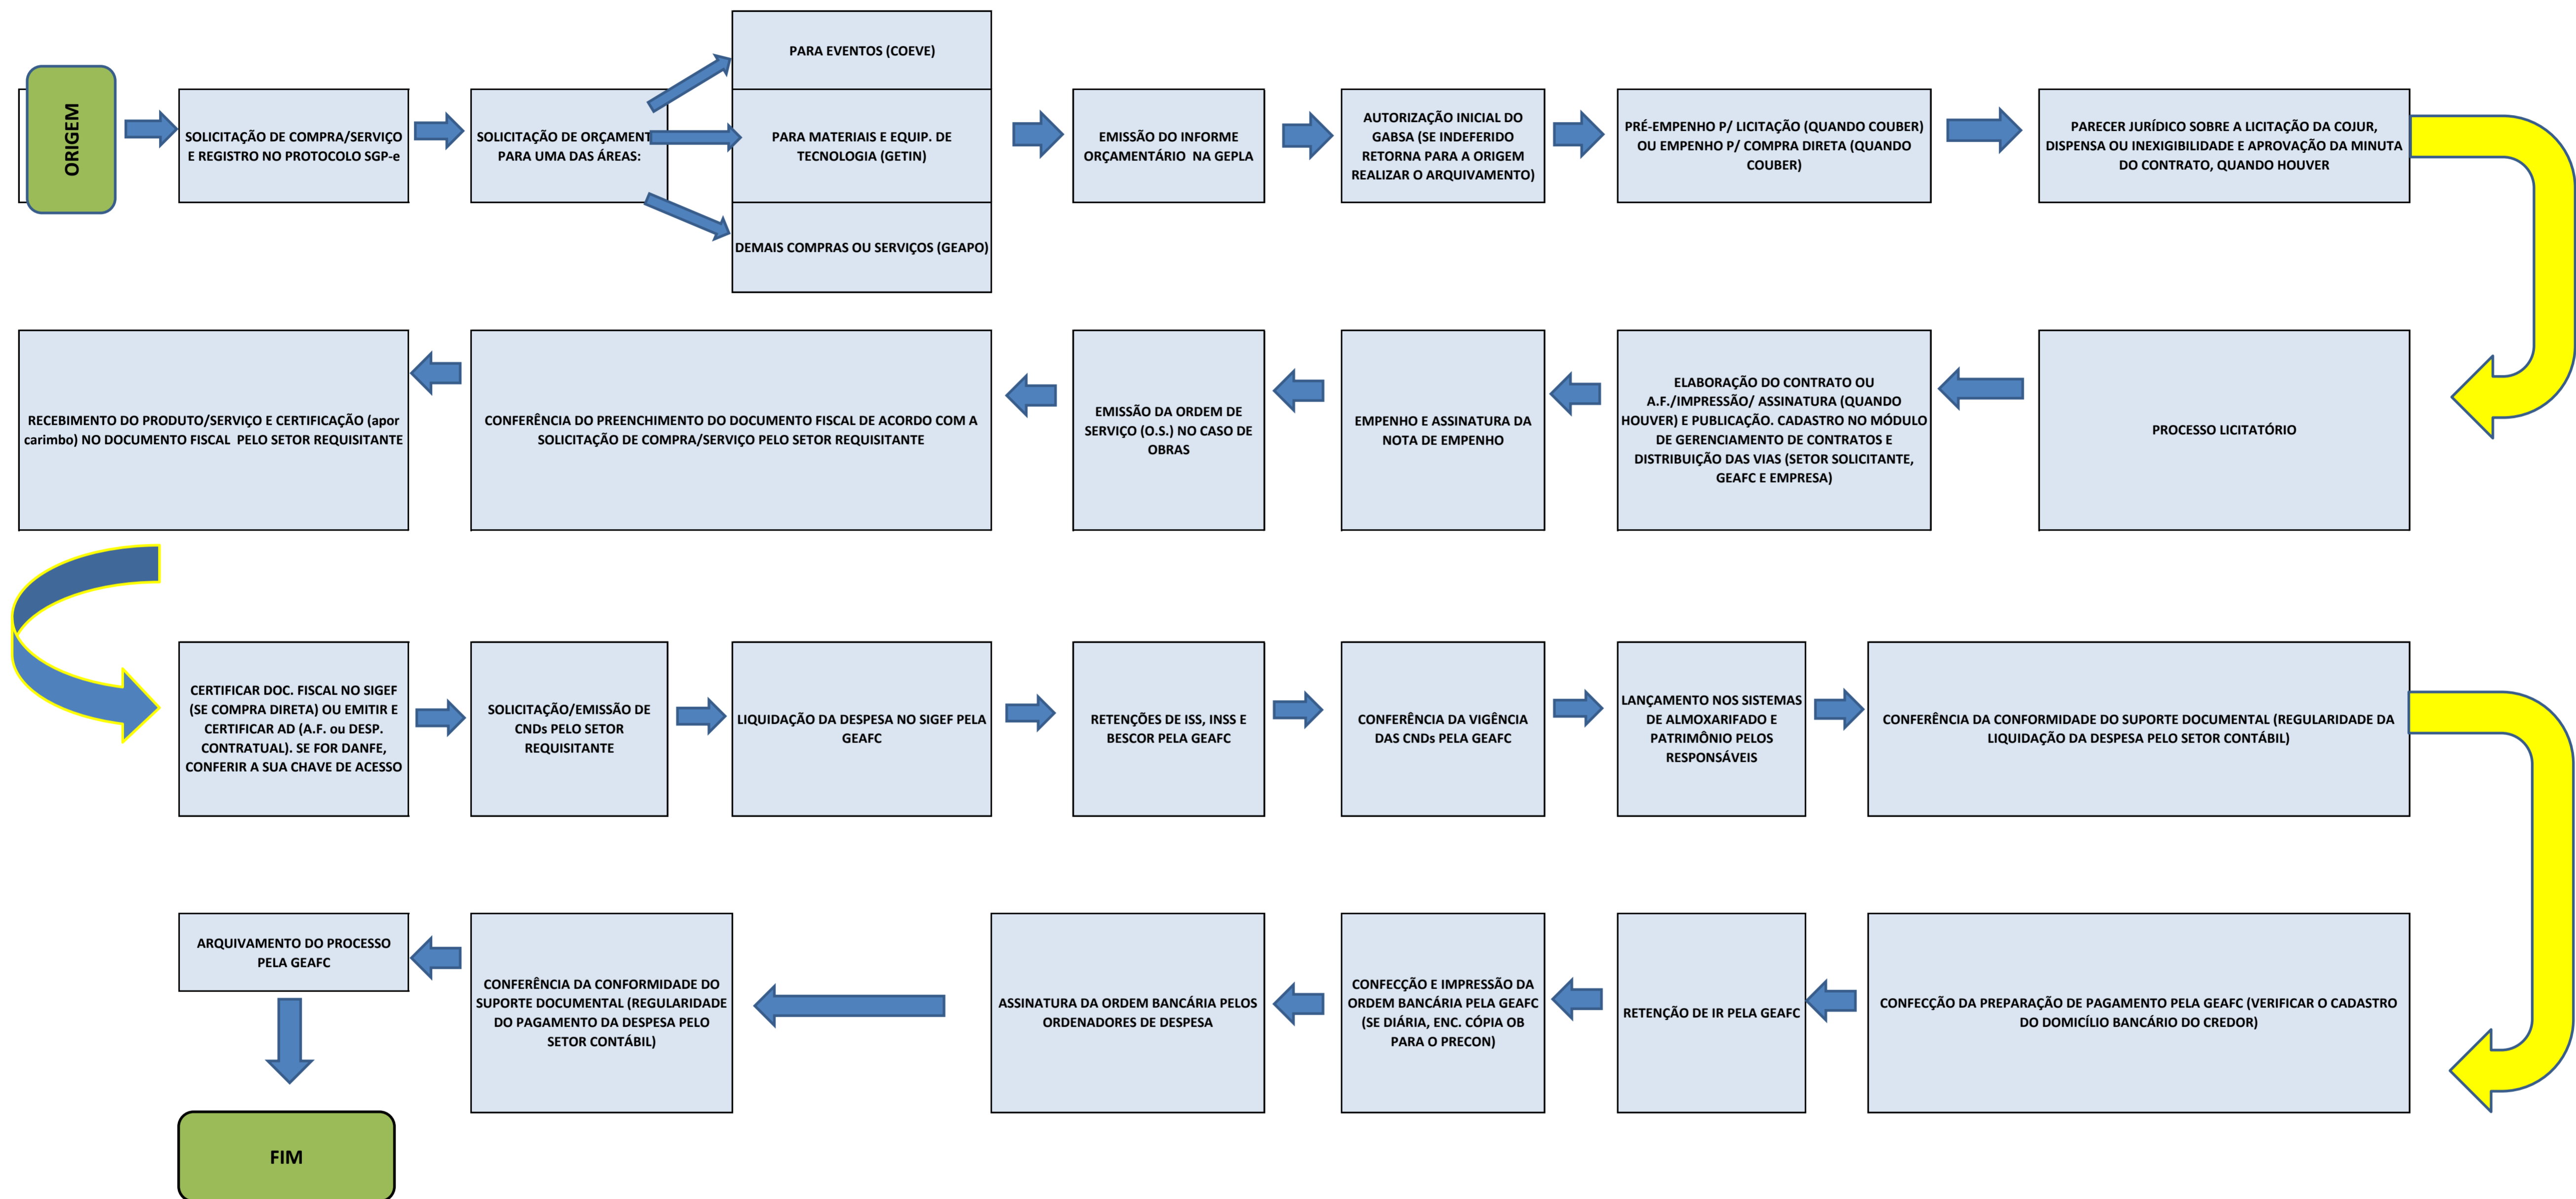 ORIGEM
SOLICITAÇÃO DE COMPRA/SERVIÇO
E REGISTRO NO PROTOCOLO SGP-e
SOLICITAÇÃO DE ORÇAMENT
PARA UMA DAS ÁREAS:
PARA EVENTOS (COEVE)
PARA MATERIAIS E EQUIP. DE
TECNOLOGIA (GETIN)
DEMAIS COMPRAS OU SERVIÇOS (GEAPO)
EMISSÃO DO INFORME
ORÇAMENTÁRIO NA GEPLA
AUTORIZAÇÃO INICIAL DO
GABSA (SE INDEFERIDO
RETORNA PARA A ORIGEM
REALIZAR O ARQUIVAMENTO)
PRÉ-EMPENHO P/ LICITAÇÃO (QUANDO COUBER)
OU EMPENHO P/ COMPRA DIRETA (QUANDO
COUBER)
PARECER JURÍDICO SOBRE A LICITAÇÃO DA COJUR,
DISPENSA OU INEXIGIBILIDADE E APROVAÇÃO DA MINUTA
DO CONTRATO, QUANDO HOUVER
RECEBIMENTO DO PRODUTO/SERVIÇO E CERTIFICAÇÃO (apor
carimbo) NO DOCUMENTO FISCAL PELO SETOR REQUISITANTE
CONFERÊNCIA DO PREENCHIMENTO DO DOCUMENTO FISCAL DE ACORDO COM A
SOLICITAÇÃO DE COMPRA/SERVIÇO PELO SETOR REQUISITANTE
EMISSÃO DA ORDEM DE
SERVIÇO (O.S.) NO CASO DE
OBRAS
EMPENHO E ASSINATURA DA
NOTA DE EMPENHO
ELABORAÇÃO DO CONTRATO OU
A.F./IMPRESSÃO/ ASSINATURA (QUANDO
HOUVER) E PUBLICAÇÃO. CADASTRO NO MÓDULO
DE GERENCIAMENTO DE CONTRATOS E
DISTRIBUIÇÃO DAS VIAS (SETOR SOLICITANTE,
GEAFC E EMPRESA)
PROCESSO LICITATÓRIO
CERTIFICAR DOC. FISCAL NO SIGEF
(SE COMPRA DIRETA) OU EMITIR E
CERTIFICAR AD (A.F. ou DESP.
CONTRATUAL). SE FOR DANFE,
CONFERIR A SUA CHAVE DE ACESSO
SOLICITAÇÃO/EMISSÃO DE
CNDs PELO SETOR
REQUISITANTE
LIQUIDAÇÃO DA DESPESA NO SIGEF PELA
GEAFC
RETENÇÕES DE ISS, INSS E
BESCOR PELA GEAFC
CONFERÊNCIA DA VIGÊNCIA
DAS CNDs PELA GEAFC
LANÇAMENTO NOS SISTEMAS
DE ALMOXARIFADO E
PATRIMÔNIO PELOS
RESPONSÁVEIS
CONFERÊNCIA DA CONFORMIDADE DO SUPORTE DOCUMENTAL (REGULARIDADE DA
LIQUIDAÇÃO DA DESPESA PELO SETOR CONTÁBIL)
ARQUIVAMENTO DO PROCESSO
PELA GEAFC
CONFERÊNCIA DA CONFORMIDADE DO
SUPORTE DOCUMENTAL (REGULARIDADE
DO PAGAMENTO DA DESPESA PELO
SETOR CONTÁBIL)
ASSINATURA DA ORDEM BANCÁRIA PELOS
ORDENADORES DE DESPESA
CONFECÇÃO E IMPRESSÃO DA
ORDEM BANCÁRIA PELA GEAFC
(SE DIÁRIA, ENC. CÓPIA OB
PARA O PRECON)
RETENÇÃO DE IR PELA GEAFC
CONFECÇÃO DA PREPARAÇÃO DE PAGAMENTO PELA GEAFC (VERIFICAR O CADASTRO
DO DOMICÍLIO BANCÁRIO DO CREDOR)
FIM